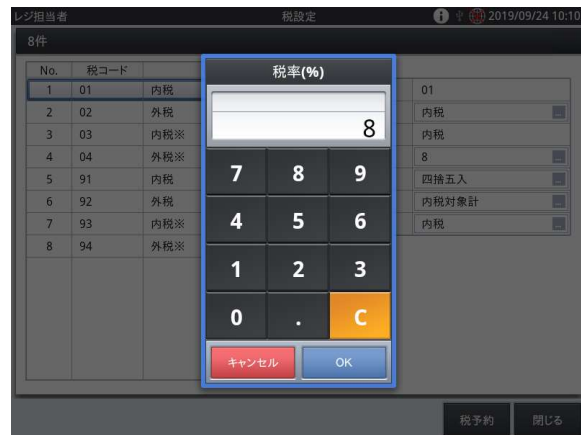 レジ担当者 税設定 2019/09/24 10:10
8件
No. 税コード
1 01 内税 01
2 02 外税 内税
3 03 内税※ 内税
4 04 外税※ 8
5 91 内税 四捨五入
6 92 外税 内税対象計
7 93 内税※ 内税
8 94 外税※
税率(%)
8
7 8 9
4 5 6
1 2 3
0 . C
キャンセル OK
税予約 閉じる